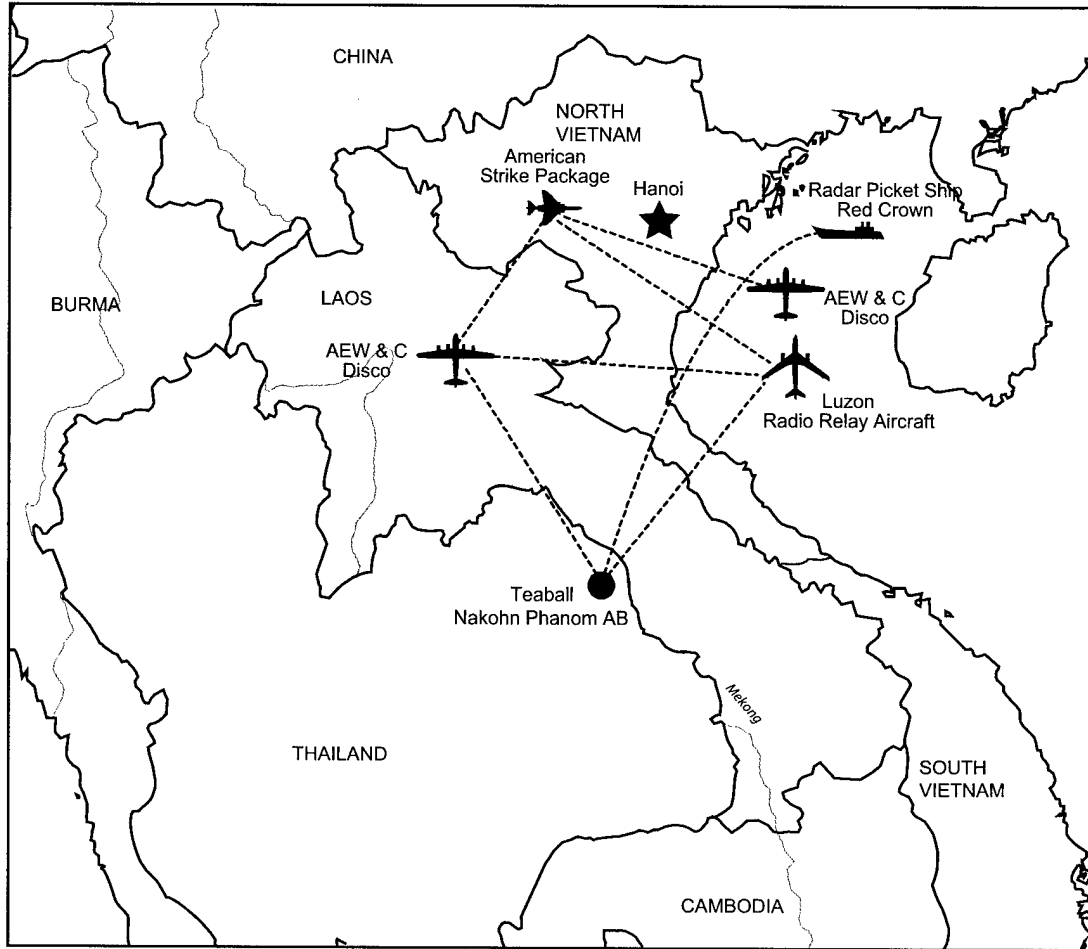 CHINA
NORTH
VIETNAM
American
Strike Package
Hanoi
Radar Picket Ship
Red Crown
BURMA
LAOS
AEW & C
Disco
AEW & C
Disco
Luzon
Radio Relay Aircraft
Teaball
Nakohn Phanom AB
Mekong
THAILAND
SOUTH
VIETNAM
CAMBODIA